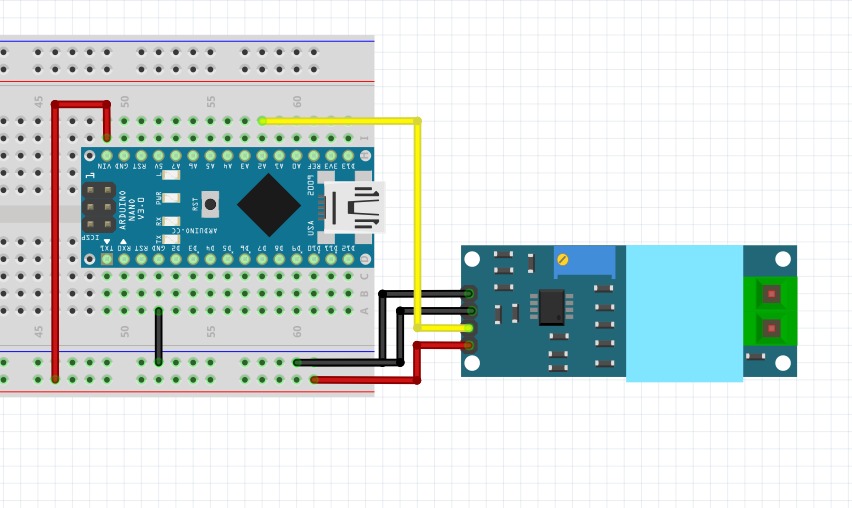 45 50 55 60
I
H
VIN GND RST 5V A7 A6 A5 A4 A3 A2 A1 A0 REF 3V3 D13
1
L
PWR
RX
TX
RST
2009
USA
ARDUINO
NANO
V3.0
ICSP
ARDUINO.CC
TX1 RX0 RST GND D2 D3 D4 D5 D6 D7 D8 D9 D10 D11 D12
D
C
B
A
45 50 55 60